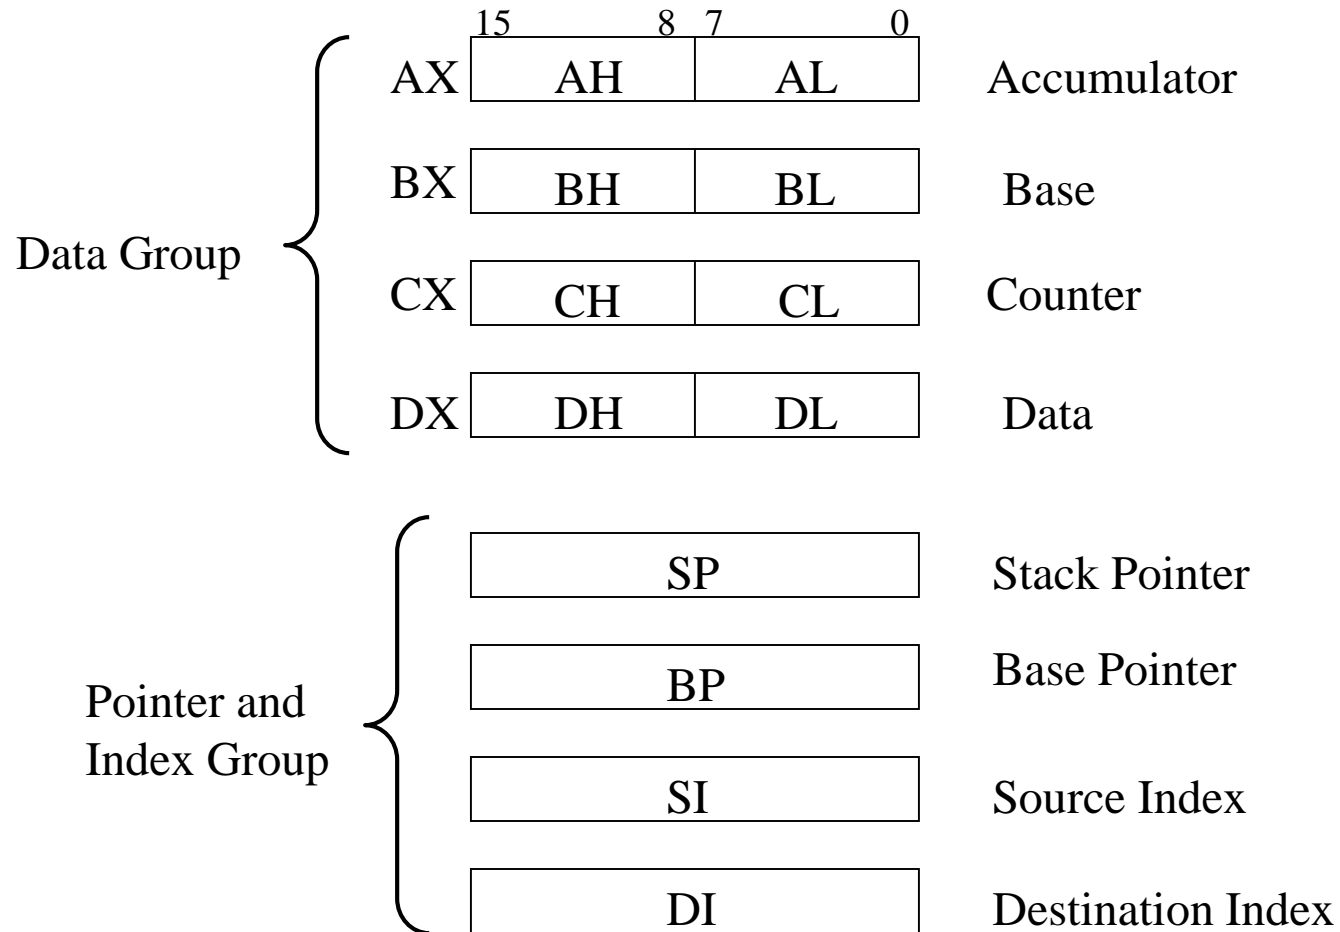 15 8 7 0
AX AH AL Accumulator
BX BH BL Base
Data Group
CX CH CL Counter
DX DH DL Data
SP Stack Pointer
BP Base Pointer
Pointer and
Index Group
SI Source Index
DI Destination Index